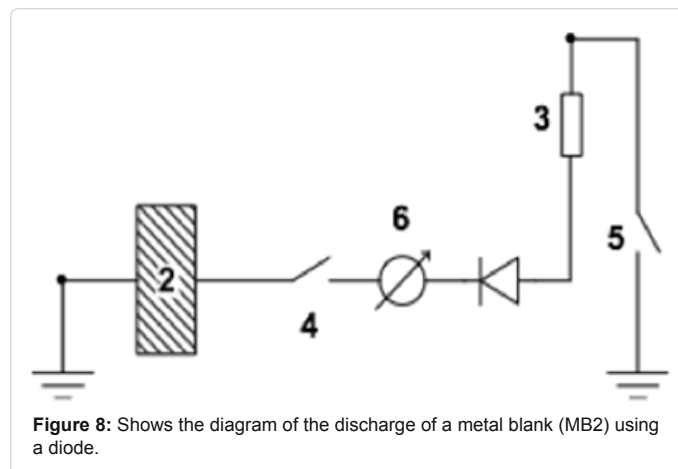 3
6
5
2
4
Figure 8: Shows the diagram of the discharge of a metal blank (MB2) using
a diode.